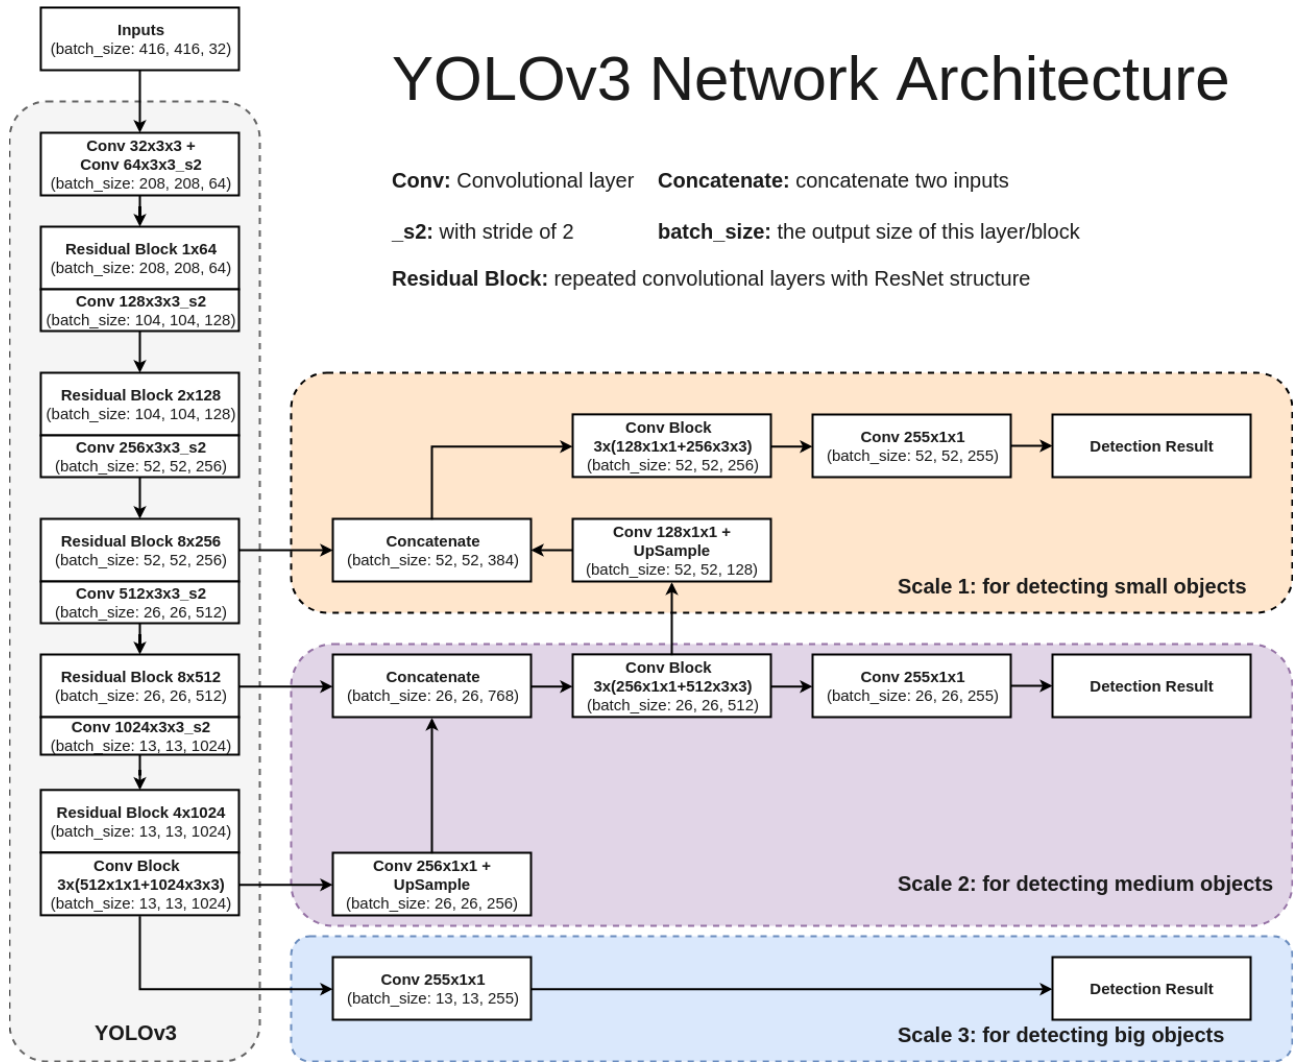 Inputs
(batch_size: 416, 416, 32)
YOLOv3 Network Architecture
Conv 32x3x3 +
Conv 64x3x3_s2
(batch_size: 208, 208, 64)
Conv: Convolutional layer
Concatenate: concatenate two inputs
_s2: with stride of 2
batch_size: the output size of this layer/block
Residual Block: repeated convolutional layers with ResNet structure
Residual Block 1x64
(batch_size: 208, 208, 64)
Conv 128x3x3_s2
(batch_size: 104, 104, 128)
Residual Block 2x128
(batch_size: 104, 104, 128)
Conv 256x3x3_s2
(batch_size: 52, 52, 256)
Residual Block 8x256
(batch_size: 52, 52, 256)
Conv 512x3x3_s2
(batch_size: 26, 26, 512)
Residual Block 8x512
(batch_size: 26, 26, 512)
Conv 1024x3x3_s2
(batch_size: 13, 13, 1024)
Residual Block 4x1024
(batch_size: 13, 13, 1024)
Conv Block
3x(512x1x1+1024x3x3)
(batch_size: 13, 13, 1024)
YOLOv3
Conv Block
3x(128x1x1+256x3x3)
(batch_size: 52, 52, 256)
Conv 255x1x1
(batch_size: 52, 52, 255)
Detection Result
Concatenate
(batch_size: 52, 52, 384)
Conv 128x1x1 +
UpSample
(batch_size: 52, 52, 128)
Scale 1: for detecting small objects
Concatenate
(batch_size: 26, 26, 768)
Conv Block
3x(256x1x1+512x3x3)
(batch_size: 26, 26, 512)
Conv 255x1x1
(batch_size: 26, 26, 255)
Detection Result
Conv 256x1x1 +
UpSample
(batch_size: 26, 26, 256)
Scale 2: for detecting medium objects
Conv 255x1x1
(batch_size: 13, 13, 255)
Detection Result
Scale 3: for detecting big objects